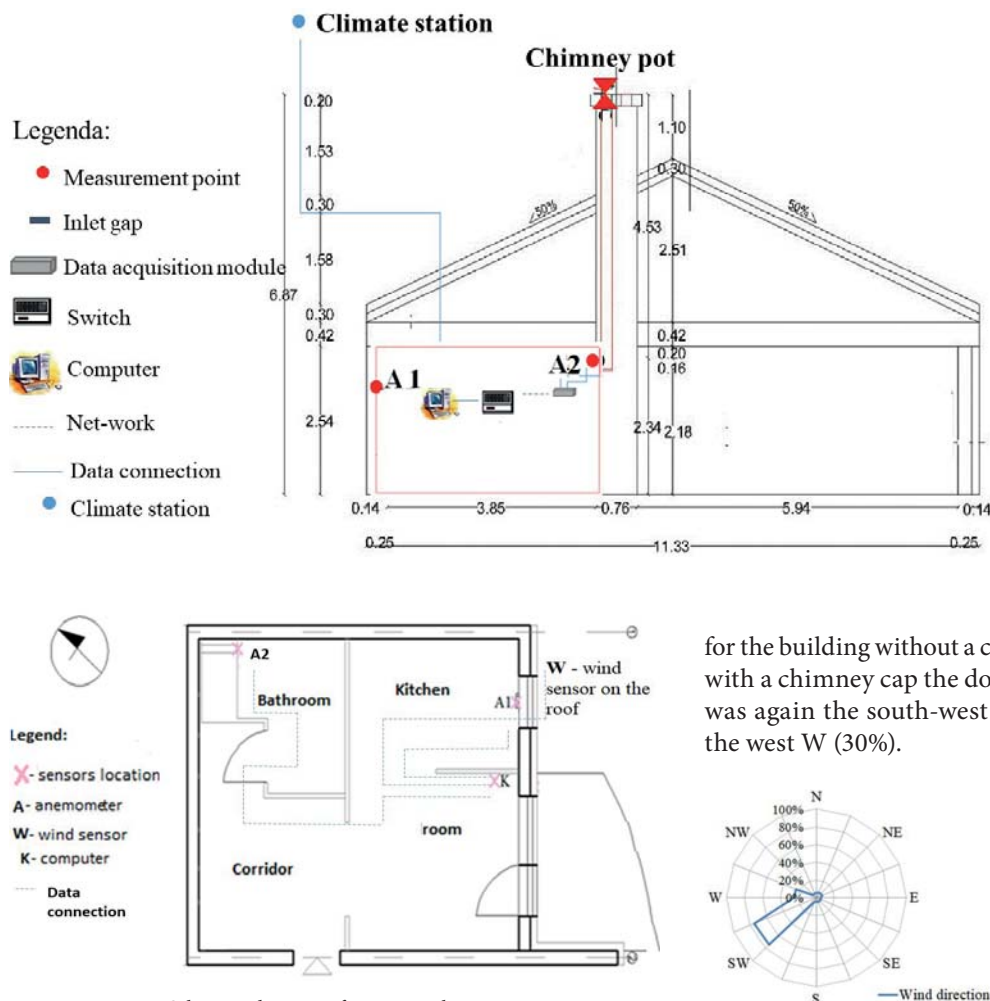 Climate station
Chimney pot
Legenda:
Measurement point
Inlet gap
Data acquisition module
Switch
Computer
Net-work
Data connection
Climate station
6.87
0.20
1.53
0.30
1.58
0.30
0.42
2.54
50%
50%
1.10
0.30
4.53
2.51
0.42
0.20
0.16
2.34
2.18
A 1
A2
0.14
3.85
0.76
5.94
0.14
0.25
11.33
0.25
Legend:
X- sensors location
A- anemometer
W- wind sensor
K- computer
Data
connection
A2
Bathroom
Kitchen
A1
W - wind
sensor on the
roof
K
room
Corridor
for the building without a c
with a chimney cap the do
was again the south-west
the west W (30%).
N
NE
E
SE
S
SW
W
NW
100%
80%
60%
40%
20%
0%
Wind direction